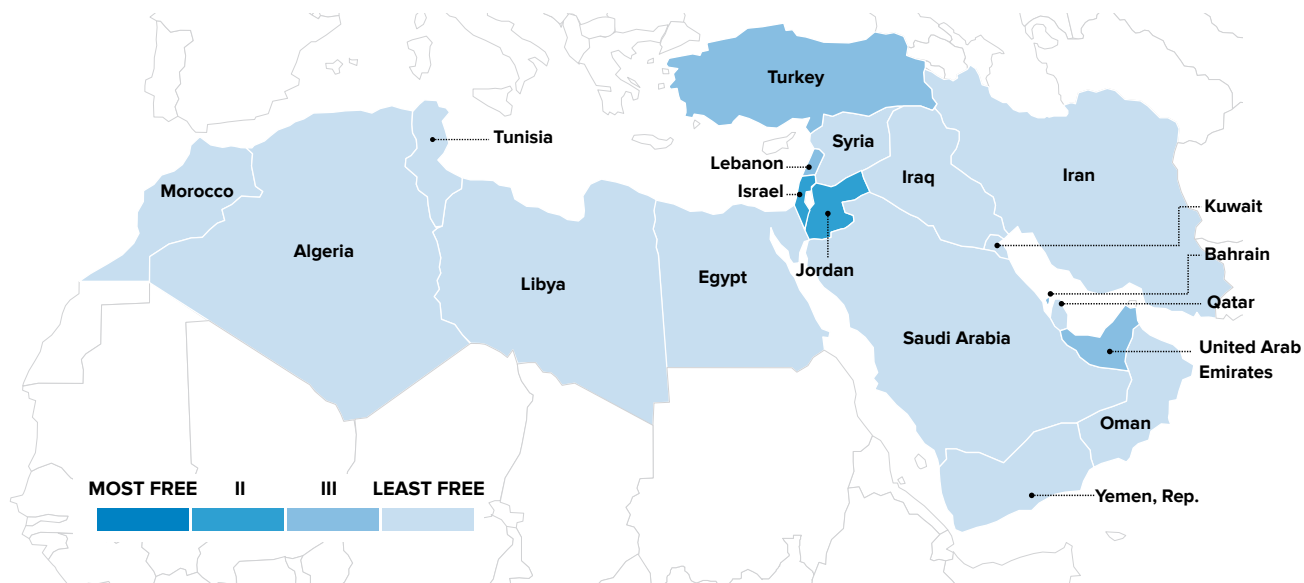 Turkey
Tunisia
Syria
Lebanon
Morocco
Israel
Iraq
Iran
Kuwait
Algeria
Bahrain
Jordan
Egypt
Libya
Qatar
Saudi Arabia
United Arab
Emirates
Oman
MOST FREE II III LEAST FREE
Yemen, Rep.